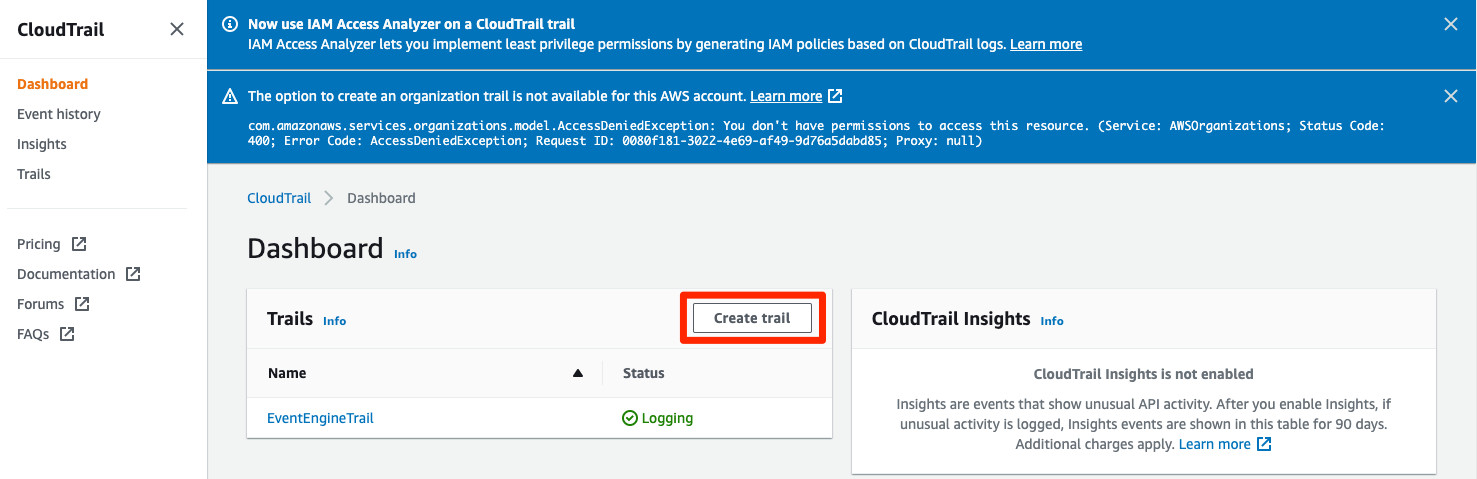 CloudTrail
Dashboard
Event history
Insights
Trails
Pricing
Documentation
Forums
FAQs
Now use IAM Access Analyzer on a CloudTrail trail
IAM Access Analyzer lets you implement least privilege permissions by generating IAM policies based on CloudTrail logs. Learn more
The option to create an organization trail is not available for this AWS account. Learn more
com.amazonaws.services.organizations.model.AccessDeniedException: You don't have permissions to access this resource. (Service: AWSOrganizations; Status Code:
400; Error Code: AccessDeniedException; Request ID: 0080f181-3022-4e69-af49-9d76a5dabd85; Proxy: null)
CloudTrail > Dashboard
Dashboard Info
Trails Info
Create trail
Name Status
EventEngineTrail Logging
CloudTrail Insights Info
CloudTrail Insights is not enabled
Insights are events that show unusual API activity. After you enable Insights, if
unusual activity is logged, Insights events are shown in this table for 90 days.
Additional charges apply. Learn more